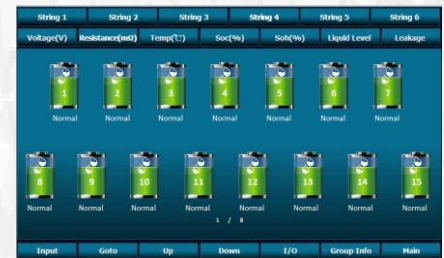 String 1 String 2 String 3 String 4 String 5 String 6
Voltage(V) Resistance(mΩ) Temp(℃) Soc(%) Soh(%) Liquid Level Leakage
1 2 3 4 5 6 7
Normal Normal Normal Normal Normal Normal Normal
8 9 10 11 12 13 14 15
Normal Normal Normal Normal Normal Normal Normal Normal
1 / 8
Input Goto Up Down I/O Group Info Main